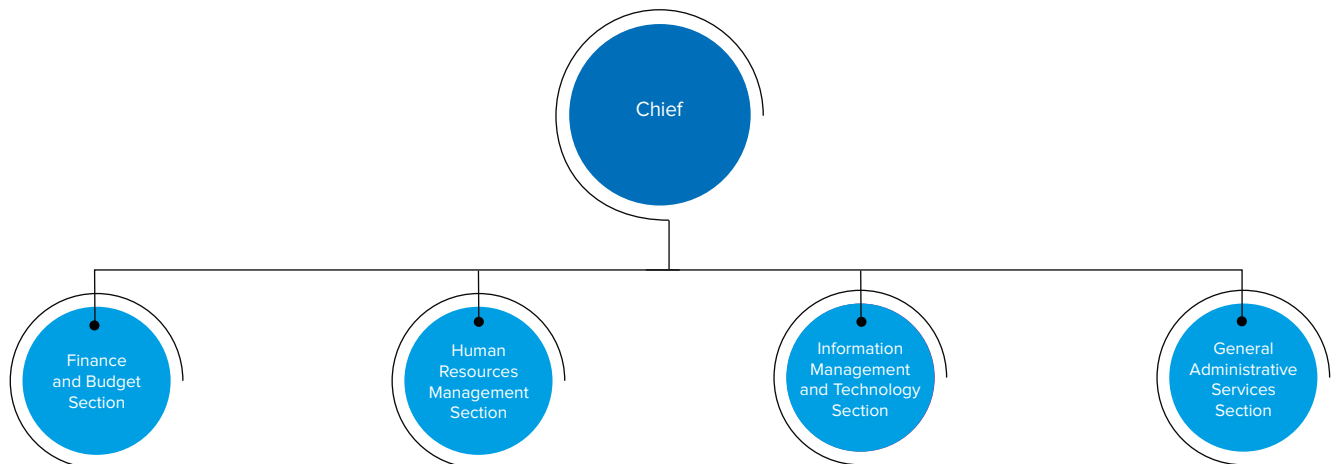 Chief
Finance
and Budget
Section
Human
Resources
Management
Section
Information
Management
and Technology
Section
General
Administrative
Services
Section